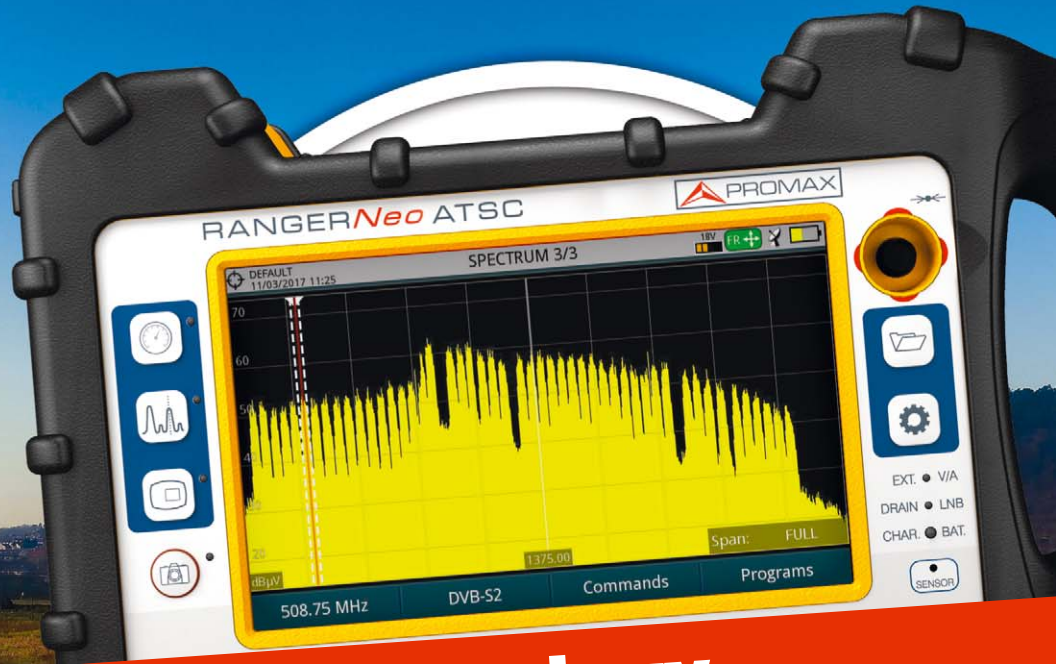 PROMAX
RANGERNeo ATSC
DEFAULT
11/03/2017 11:25
SPECTRUM 3/3
18V
FR
70
60
50
20
dBµV
1375.00
Span: FULL
508.75 MHz
DVB-S2
Commands
Programs
EXT. V/A
DRAIN LNB
CHAR. BAT.
SENSOR